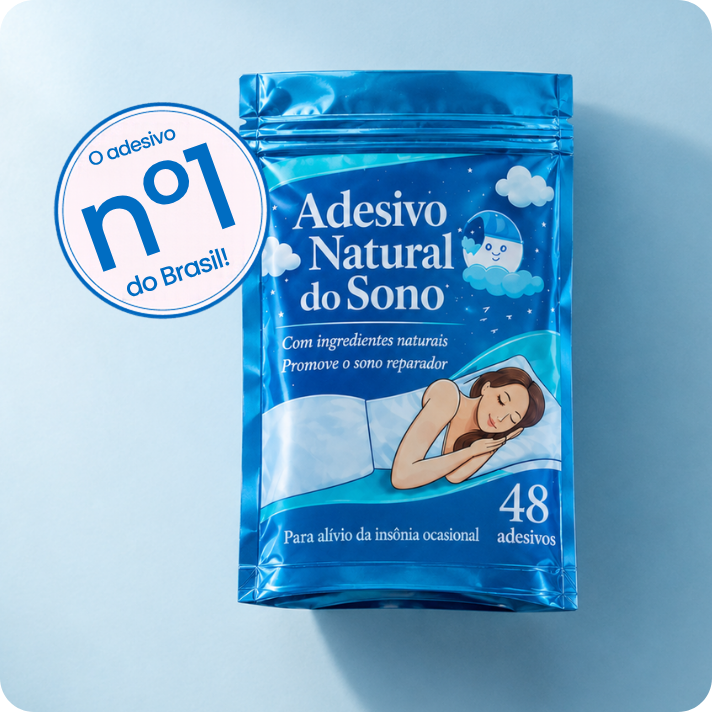 O adesivo
nº1
do Brasil!
Adesivo
Natural
do Sono
Com ingredientes naturais
Promove o sono reparador
48
adesivos
Para alívio da insônia ocasional